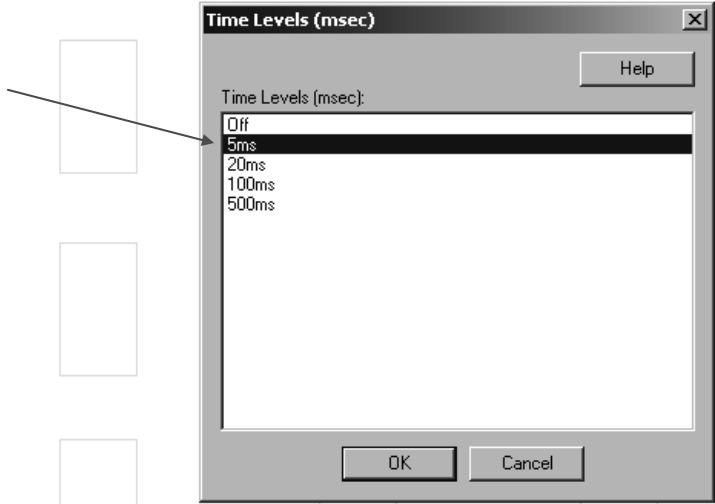 Time Levels (msec)
Help
Time Levels (msec):
Off
5ms
20ms
100ms
500ms
OK
Cancel